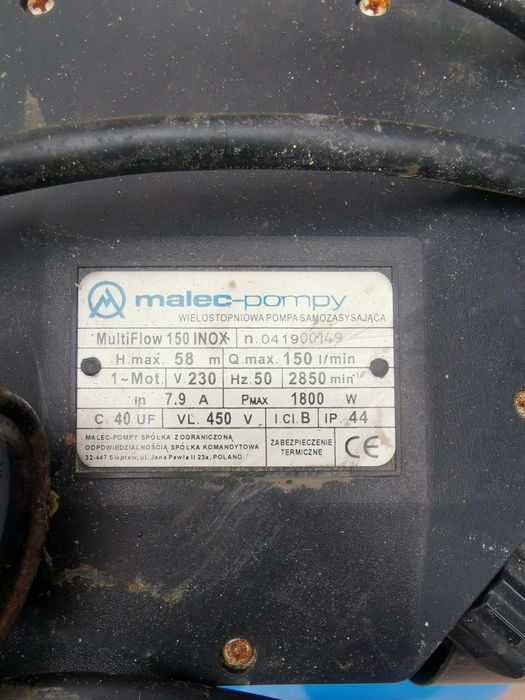 malec-pompy
WIELOSTOPNIOWA POMPA SAMOZASYSAJĄCA
MultiFlow 150 INOX n. 041900149
H.max. 58 m Q.max. 150 l/min
1~Mot. V.230 Hz.50 2850 min⁻¹
In 7.9 A PMAX 1800 W
C. 40 UF VL. 450 V I.Cl.B IP. 44
MALEC-POMPY SPÓŁKA Z OGRANICZONĄ
ODPOWIEDZIALNOŚCIĄ SPÓŁKA KOMANDYTOWA
32-447 Siepraw, ul. Jana Pawła II 23a, POLAND
ZABEZPIECZENIE
TERMICZNE
CE